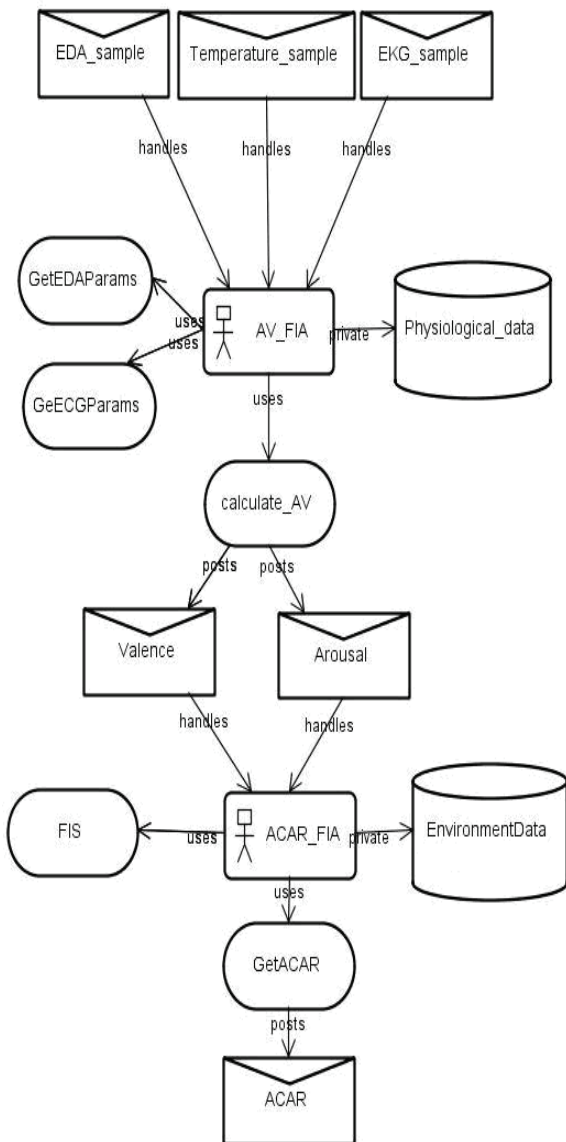 EDA_sample
Temperature_sample
EKG_sample
handles
handles
handles
GetEDAParams
uses
uses
AV_FIA
private
Physiological_data
GeECGParams
uses
calculate_AV
posts
posts
Valence
Arousal
handles
handles
FIS
uses
ACAR_FIA
private
EnvironmentData
uses
GetACAR
posts
ACAR